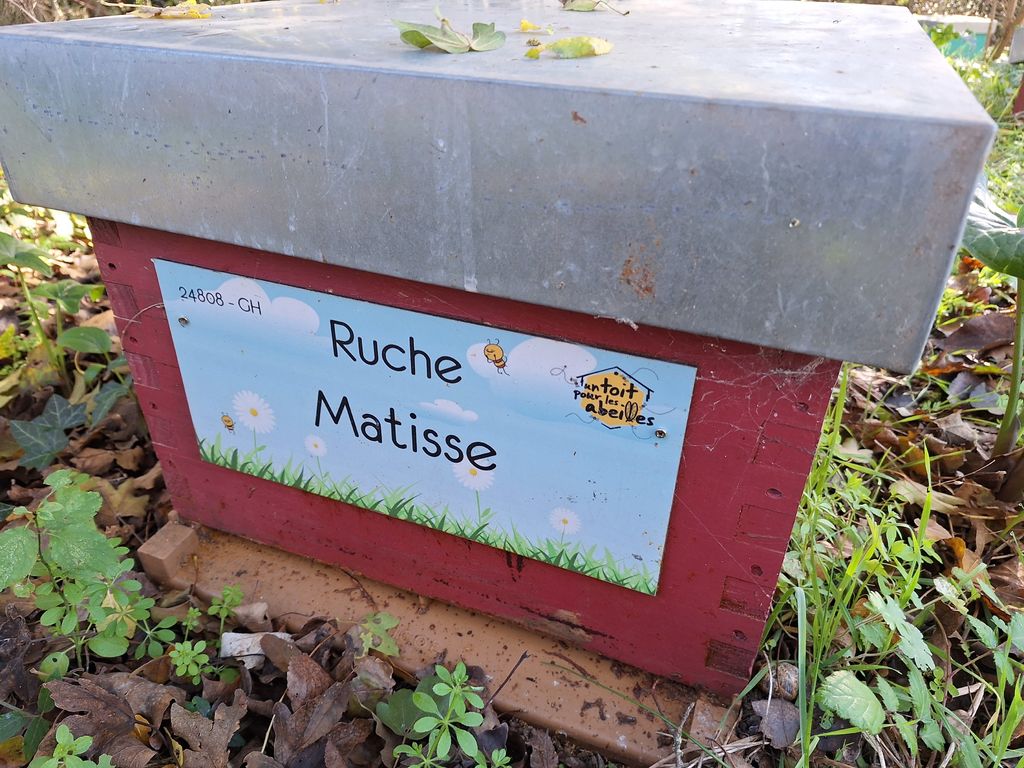 24808 - GH
Ruche
Matisse
un toit
pour les
abeilles